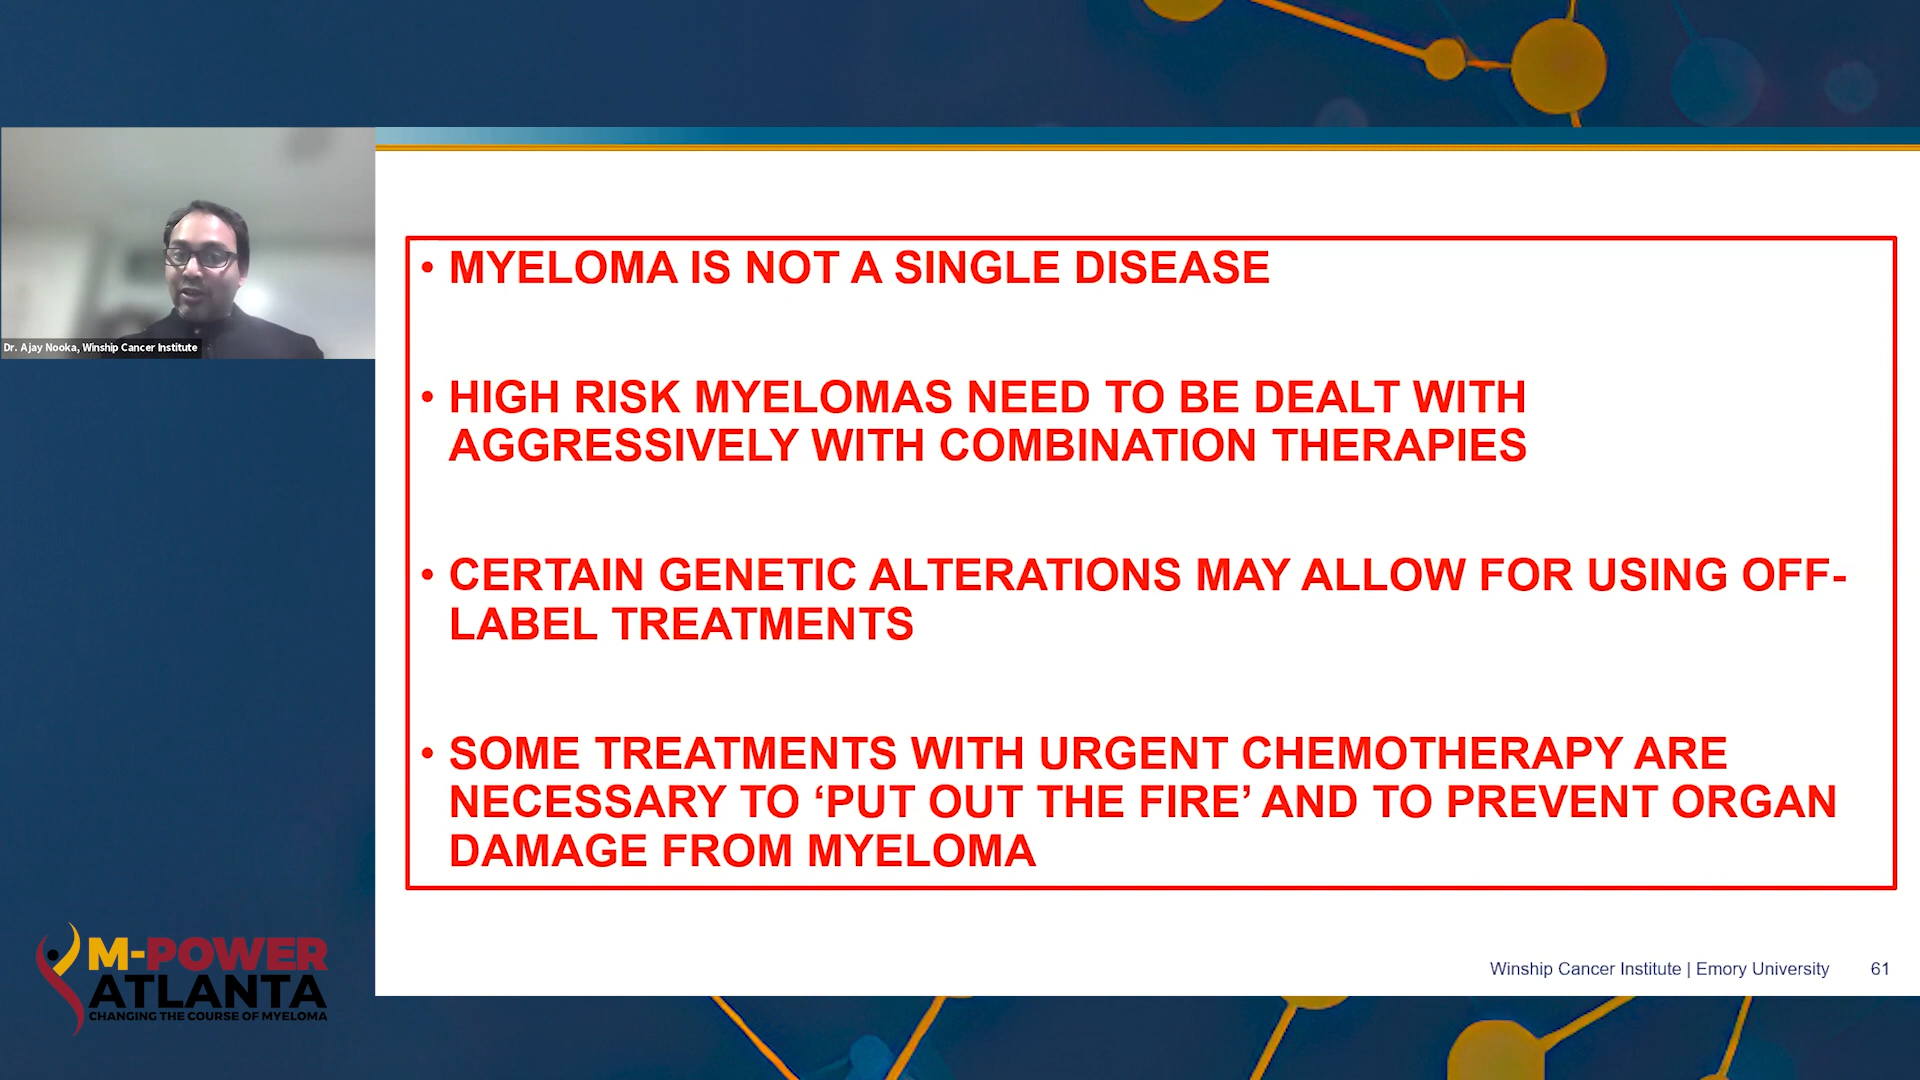 Dr. Ajay Nooka, Winship Cancer Institute
• MYELOMA IS NOT A SINGLE DISEASE
• HIGH RISK MYELOMAS NEED TO BE DEALT WITH
AGGRESSIVELY WITH COMBINATION THERAPIES
• CERTAIN GENETIC ALTERATIONS MAY ALLOW FOR USING OFF-
LABEL TREATMENTS
• SOME TREATMENTS WITH URGENT CHEMOTHERAPY ARE
NECESSARY TO ‘PUT OUT THE FIRE’ AND TO PREVENT ORGAN
DAMAGE FROM MYELOMA
Winship Cancer Institute | Emory University 61
M-POWER
ATLANTA
CHANGING THE COURSE OF MYELOMA